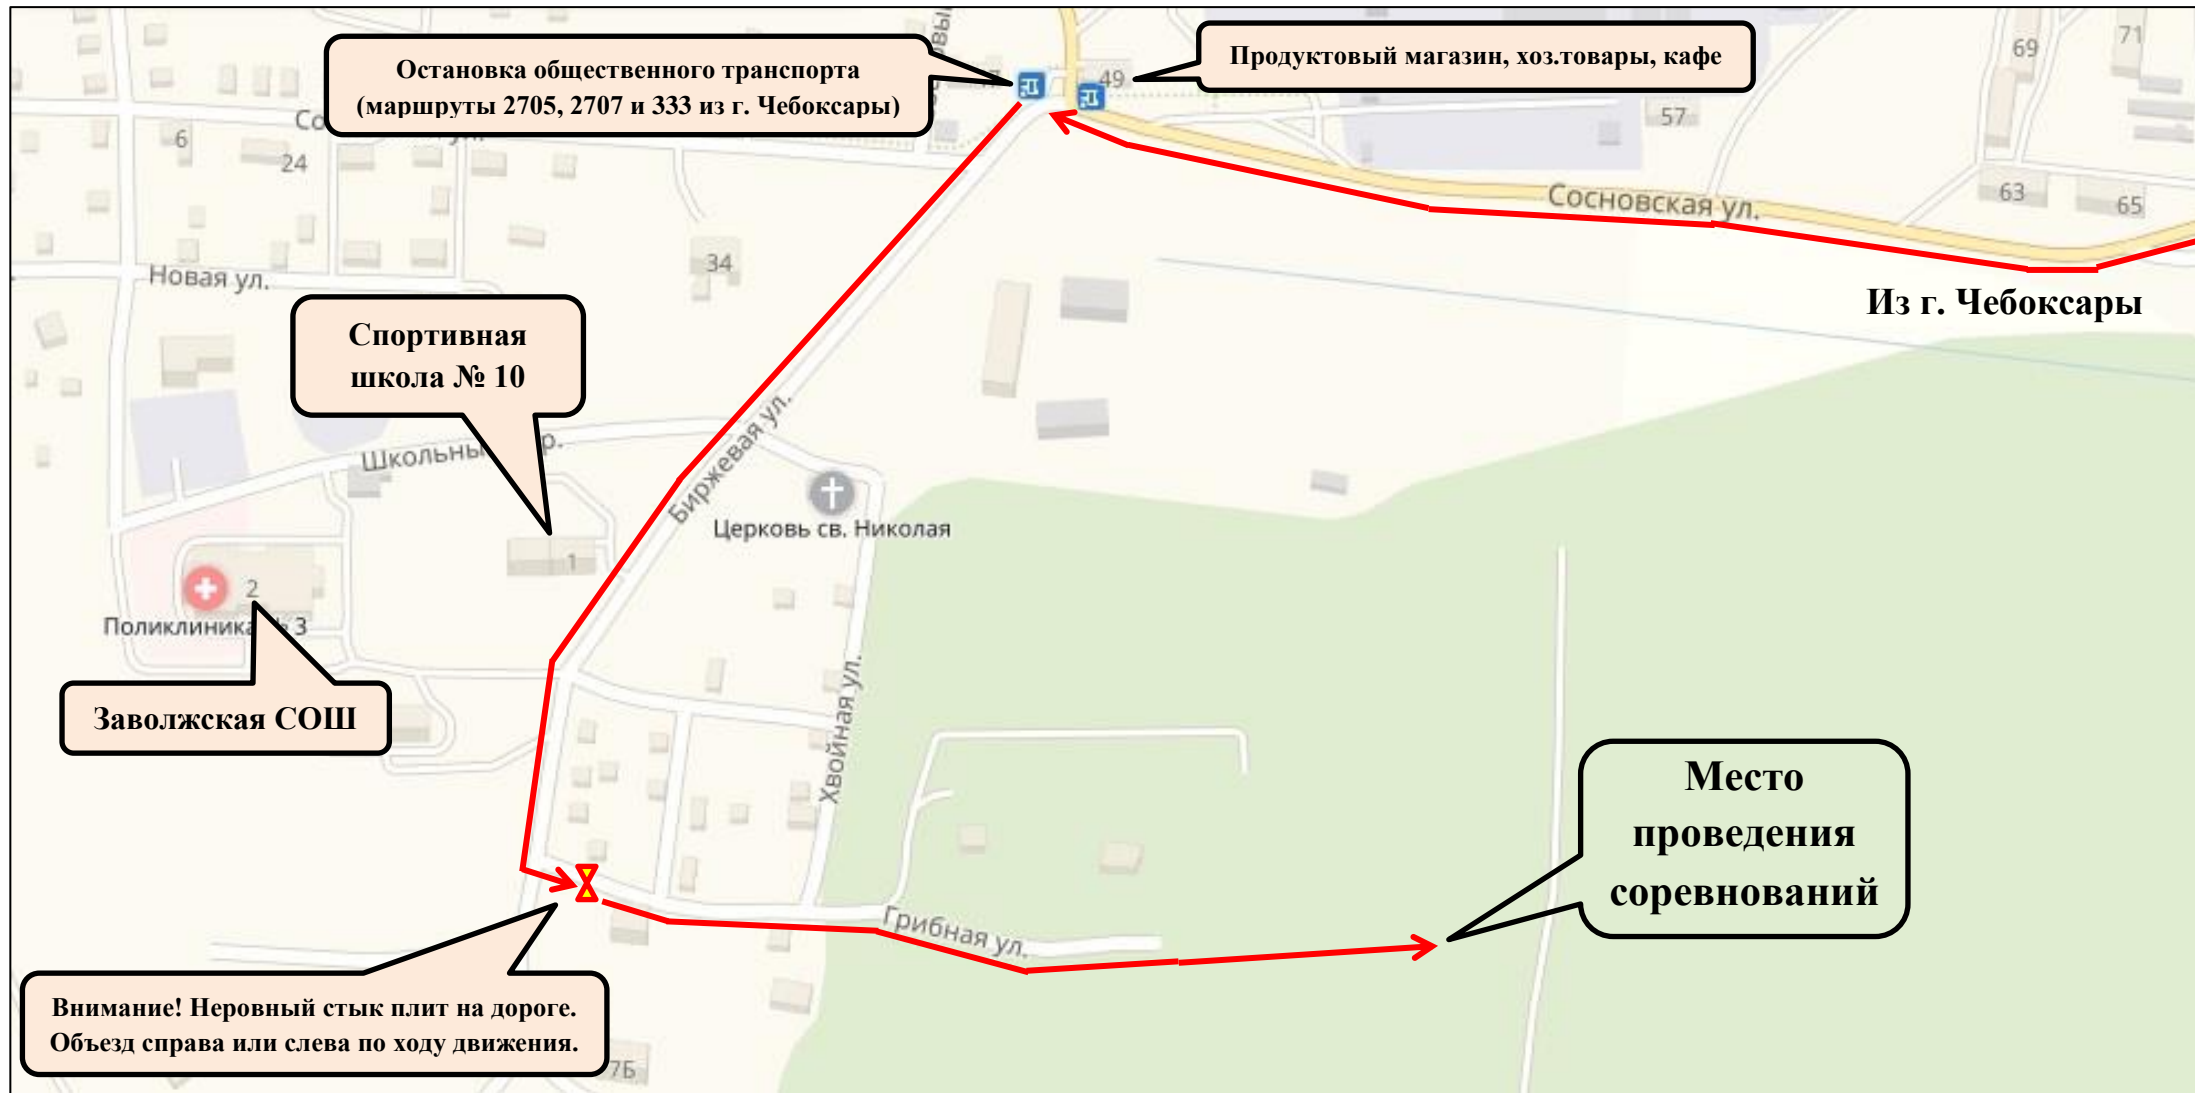 Остановка общественного транспорта
(маршруты 2705, 2707 и 333 из г. Чебоксары)
Продуктовый магазин, хоз.товары, кафе
49
69
71
57
6
24
63
65
Сосновская ул.
34
Новая ул.
Из г. Чебоксары
Спортивная
школа № 10
Биржевая ул.
Церковь св. Николая
1
2
Поликлиника
3
Заволжская СОШ
Хвойная ул.
Место
проведения
соревнований
Грибная ул.
Внимание! Неровный стык плит на дороге.
Объезд справа или слева по ходу движения.
7Б